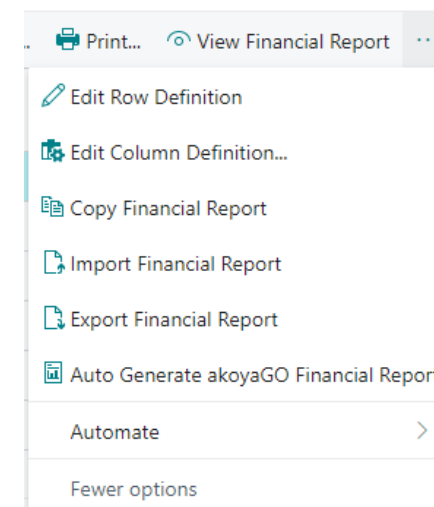 Print... View Financial Report ..
Edit Row Definition
Edit Column Definition...
Copy Financial Report
Import Financial Report
Export Financial Report
Auto Generate akoyaGO Financial Repor
Automate
Fewer options